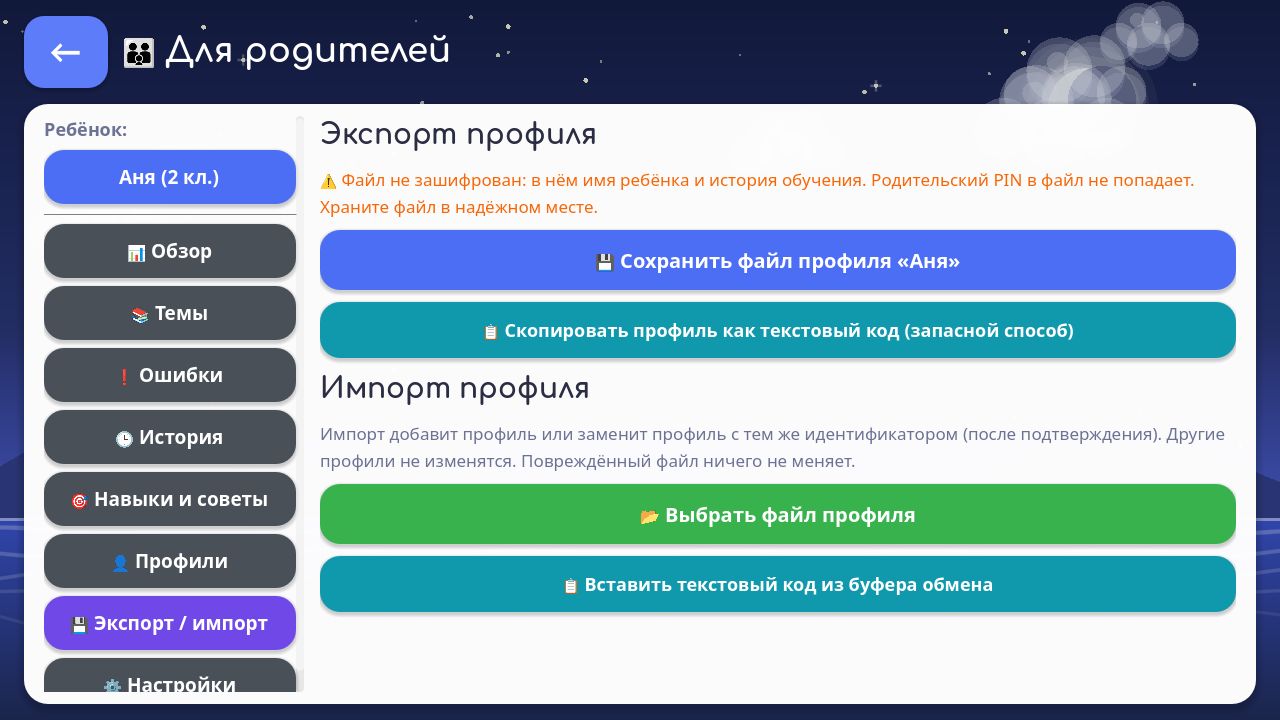 ← 👪 Для родителей
Ребёнок:
Аня (2 кл.)
📊 Обзор
📚 Темы
❗ Ошибки
🕒 История
🎯 Навыки и советы
👤 Профили
💾 Экспорт / импорт
⚙️ Настройки
Экспорт профиля
⚠️ Файл не зашифрован: в нём имя ребёнка и история обучения. Родительский PIN в файл не попадает.
Храните файл в надёжном месте.
💾 Сохранить файл профиля «Аня»
📋 Скопировать профиль как текстовый код (запасной способ)
Импорт профиля
Импорт добавит профиль или заменит профиль с тем же идентификатором (после подтверждения). Другие
профили не изменятся. Повреждённый файл ничего не меняет.
📂 Выбрать файл профиля
📋 Вставить текстовый код из буфера обмена